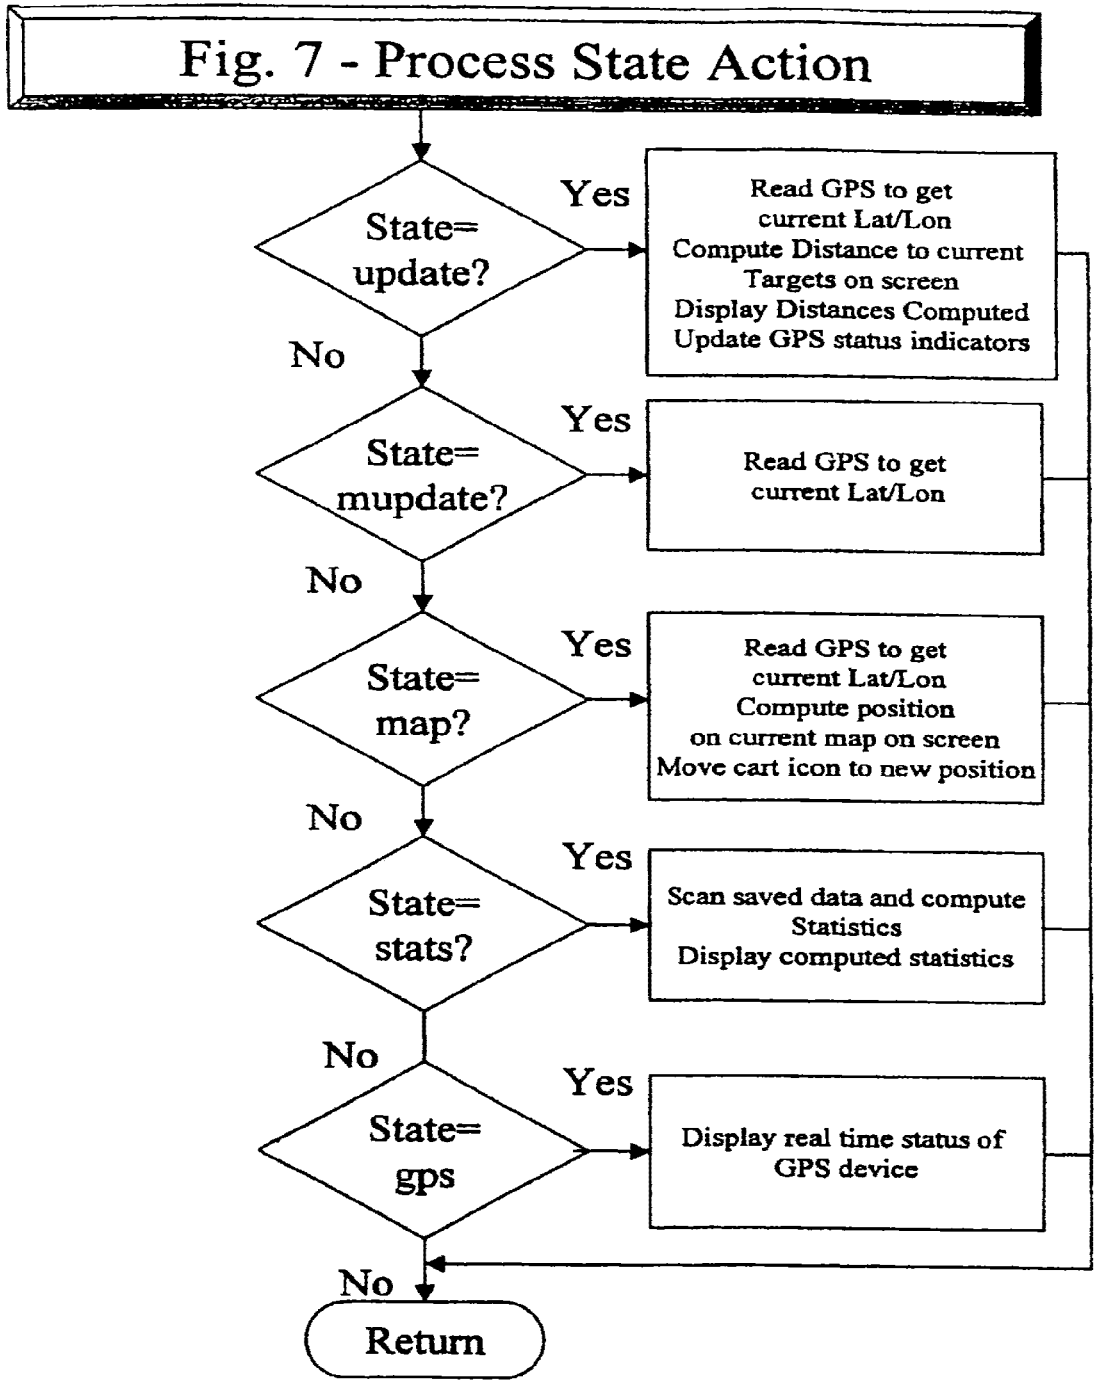 Fig. 7 - Process State Action
State=
update?
Yes
Read GPS to get
current Lat/Lon
Compute Distance to current
Targets on screen
Display Distances Computed
Update GPS status indicators
No
State=
mupdate?
Yes
Read GPS to get
current Lat/Lon
No
State=
map?
Yes
Read GPS to get
current Lat/Lon
Compute position
on current map on screen
Move cart icon to new position
No
State=
stats?
Yes
Scan saved data and compute
Statistics
Display computed statistics
No
State=
gps
Yes
Display real time status of
GPS device
No
Return